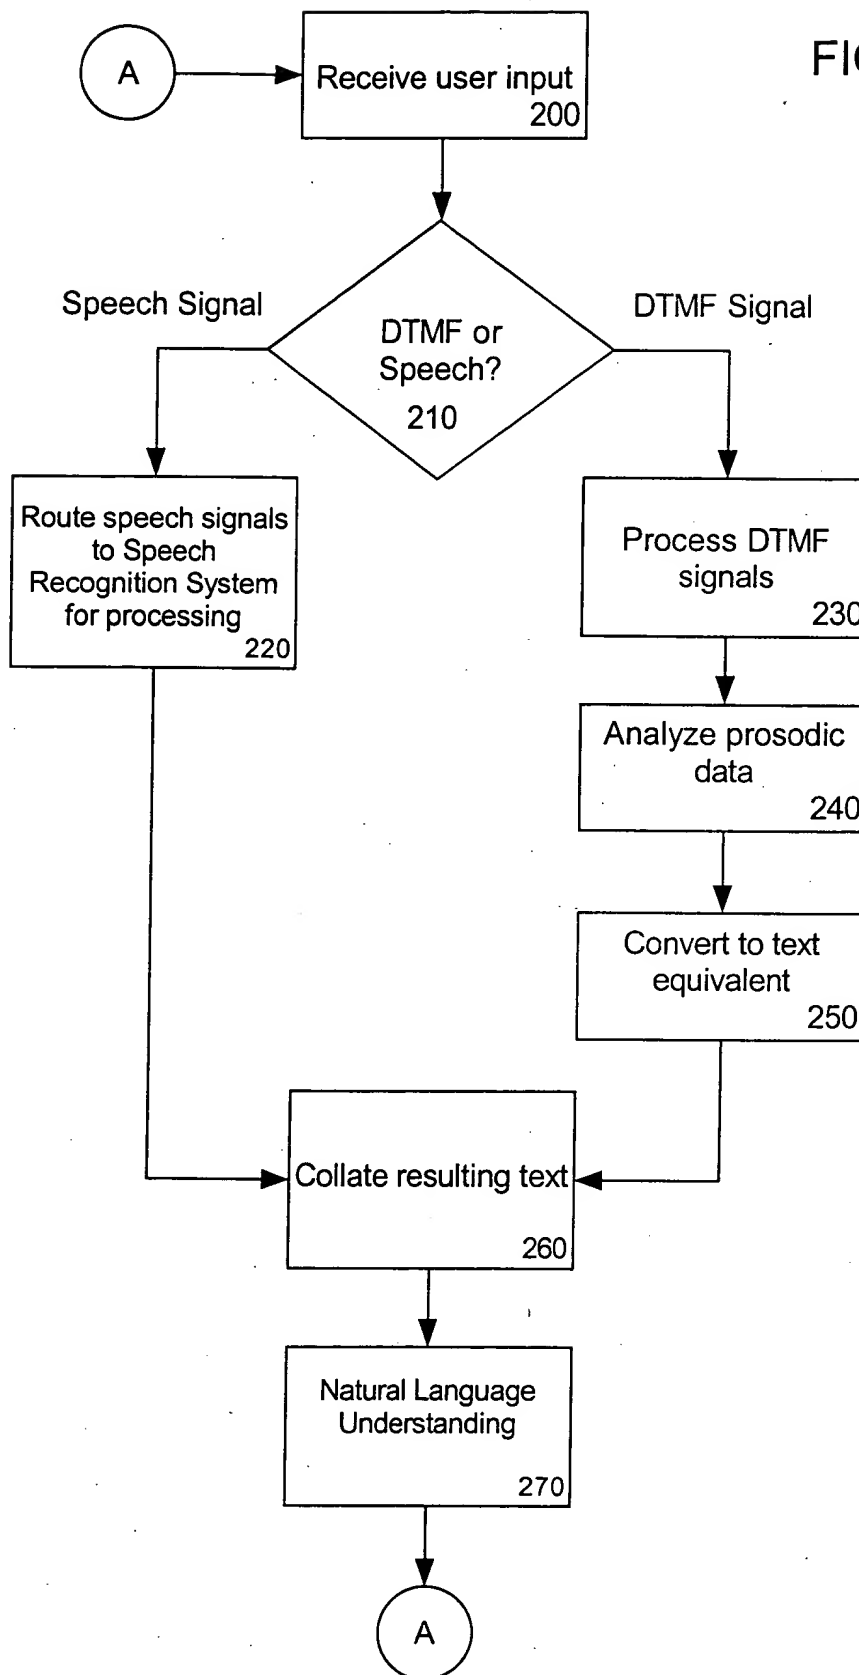 A
Receive user input
200
FIG
Speech Signal
DTMF Signal
DTMF or
Speech?
210
Route speech signals
to Speech
Recognition System
for processing
220
Process DTMF
signals
230
Analyze prosodic
data
240
Convert to text
equivalent
250
Collate resulting text
260
Natural Language
Understanding
270
A